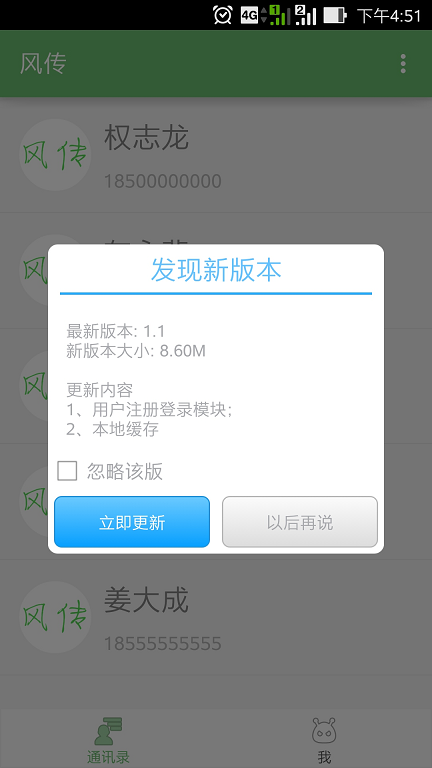 4G 1 2 下午4:51
风传
风传
权志龙
18500000000
发现新版本
最新版本: 1.1
新版本大小: 8.60M
更新内容
1、用户注册登录模块;
2、本地缓存
忽略该版
立即更新
以后再说
风传
姜大成
18555555555
通讯录
我